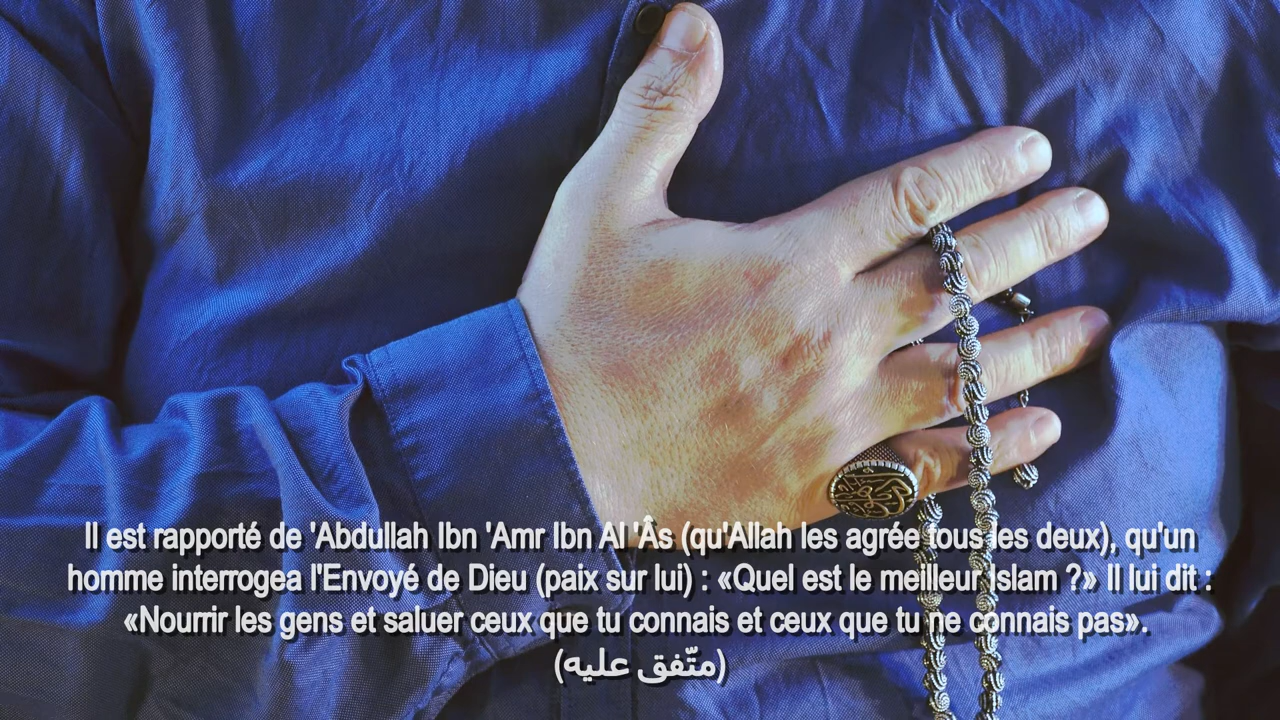 Il est rapporté de 'Abdullah Ibn 'Amr Ibn Al 'Âs (qu'Allah les agrée tous les deux), qu'un
homme interrogea l'Envoyé de Dieu (paix sur lui) : «Quel est le meilleur Islam ?» Il lui dit :
«Nourrir les gens et saluer ceux que tu connais et ceux que tu ne connais pas».
(متّفق عليه)